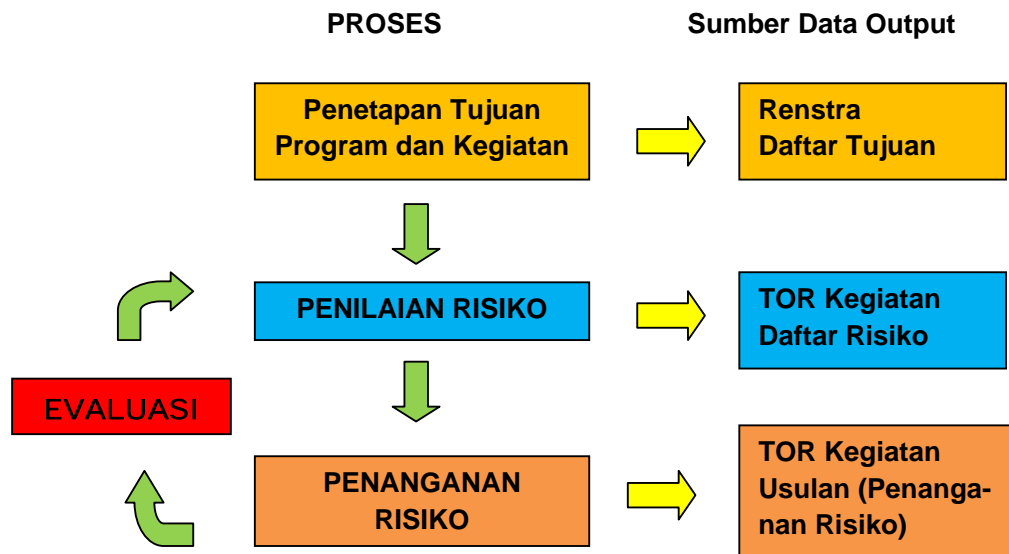 PROSES
Sumber Data Output
Penetapan Tujuan
Program dan Kegiatan
Renstra
Daftar Tujuan
PENILAIAN RISIKO
TOR Kegiatan
Daftar Risiko
EVALUASI
PENANGANAN
RISIKO
TOR Kegiatan
Usulan (Penanga-
nan Risiko)